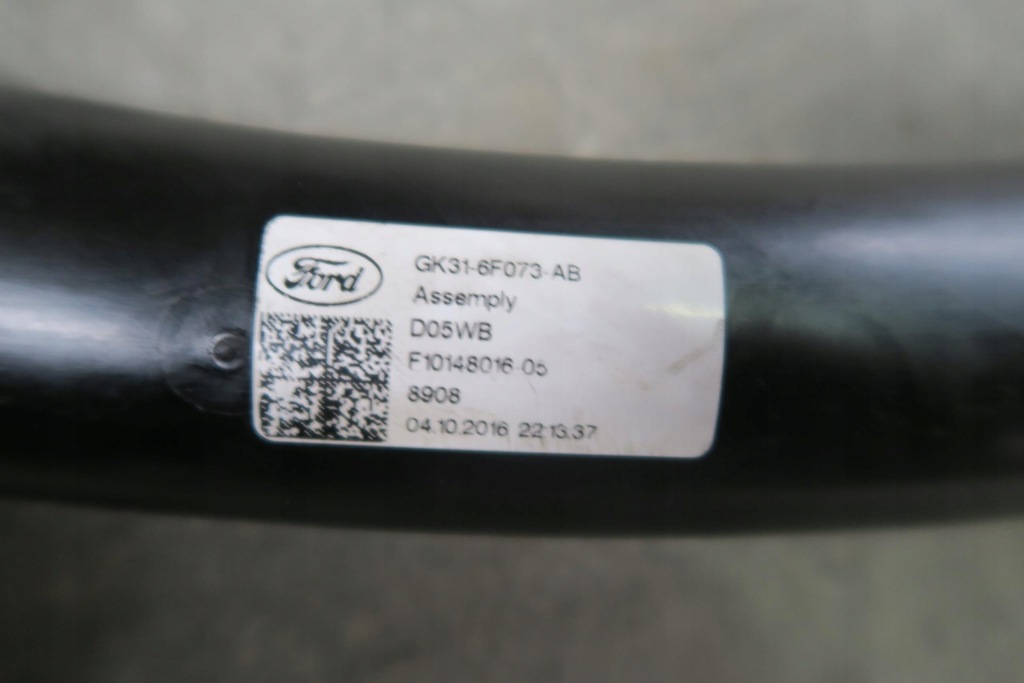 Ford
GK31-6F073-AB
Assemply
D05WB
F10148016-05
8908
04.10.2016 22:13:37